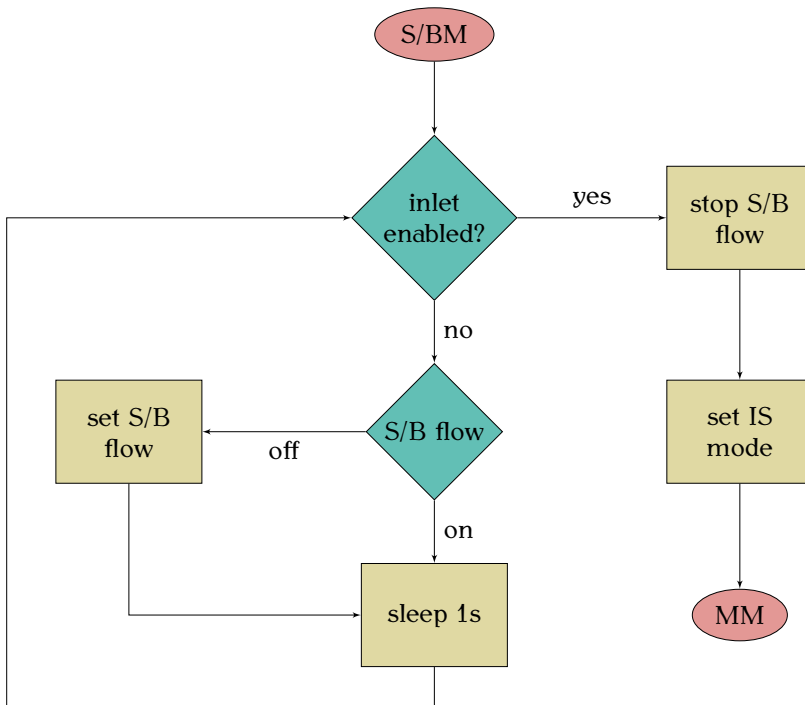 S/BM
inlet
enabled?
yes
stop S/B
flow
no
set S/B
flow
off
S/B flow
set IS
mode
on
sleep 1s
MM